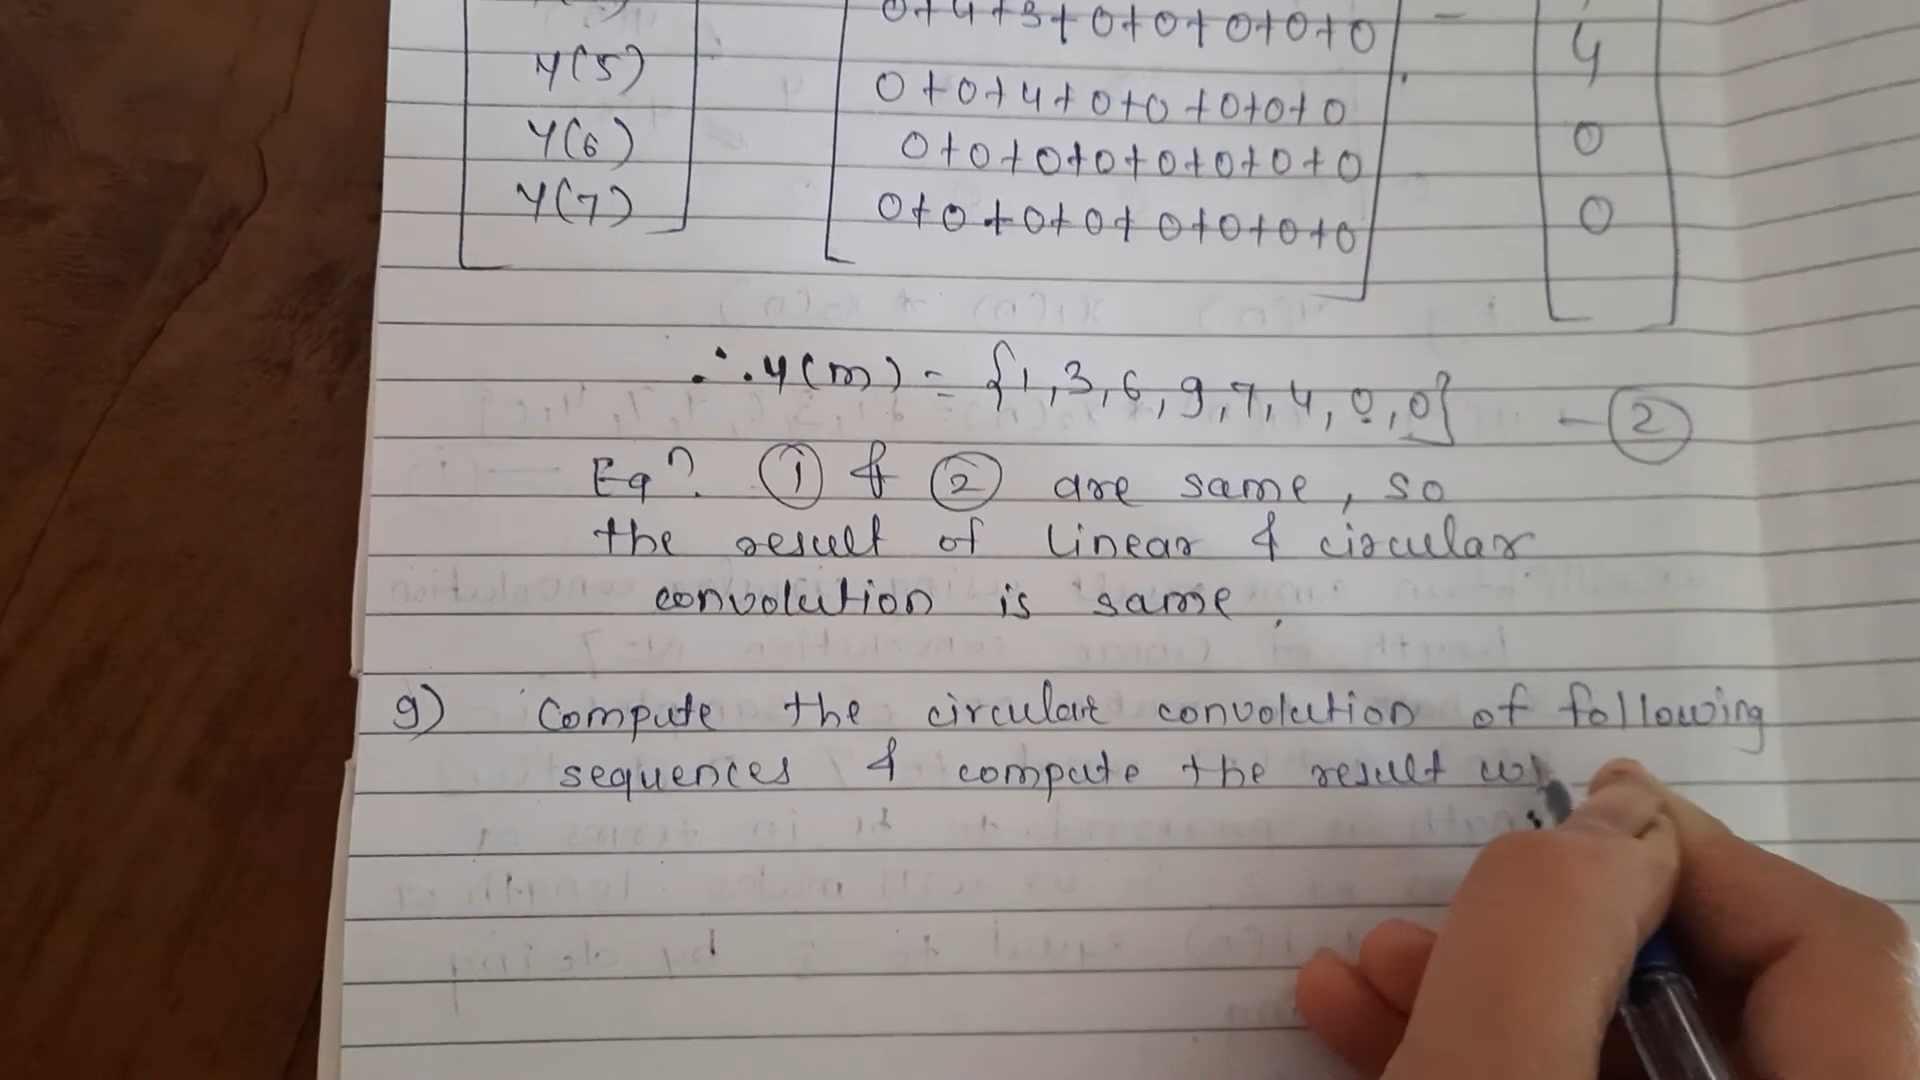 0+4+3+0+0+0+0+0 =
y(5) 0+0+4+0+0+0+0+0 4
y(6) 0+0+0+0+0+0+0+0 0
y(7) 0+0+0+0+0+0+0+0 0
∴ y(m) = {1,3,6,9,7,4,0,0} - ②
Eqn. ① & ② are same, so
the result of linear & circular
convolution is same.
9) Compute the circular convolution of following
sequences & compute the result